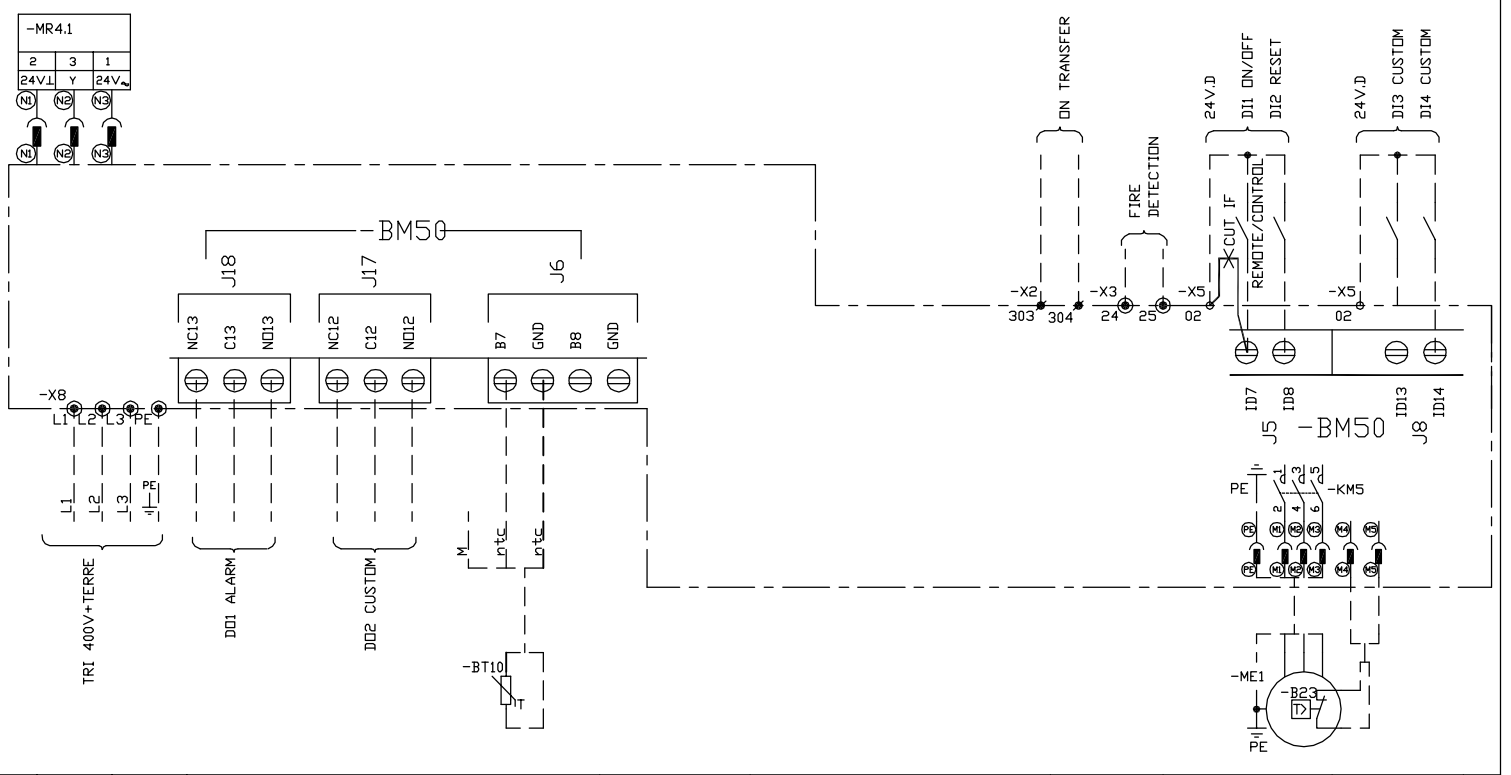 -MR4.1
2 3 1
24V⊥ Y 24V~
N1 N2 N3
N1 N2 N3
ON TRANSFER
FIRE
DETECTION
24V.D
DI1 ON/OFF
DI2 RESET
24V.D
DI3 CUSTOM
DI4 CUSTOM
CUT IF
REMOTE/CONTROL
-BM50
J18
J17
J6
-X2
303 304
-X3
24 25
-X5
02
-X5
02
NC13 C13 NO13
NC12 C12 NO12
B7 GND B8 GND
ID7 ID8
ID13 ID14
J5 -BM50 J8
-X8
L1 L2 L3 PE
L1 L2 L3 PE
M ntc ntc
TRI 400V+TERRE
DO1 ALARM
DO2 CUSTOM
-BT10
T
PE
1 3 5
-KM5
2 4 6
PE M1 M2 M3 M4 M5
PE M1 M2 M3 M4 M5
-ME1
-B23
T>
PE